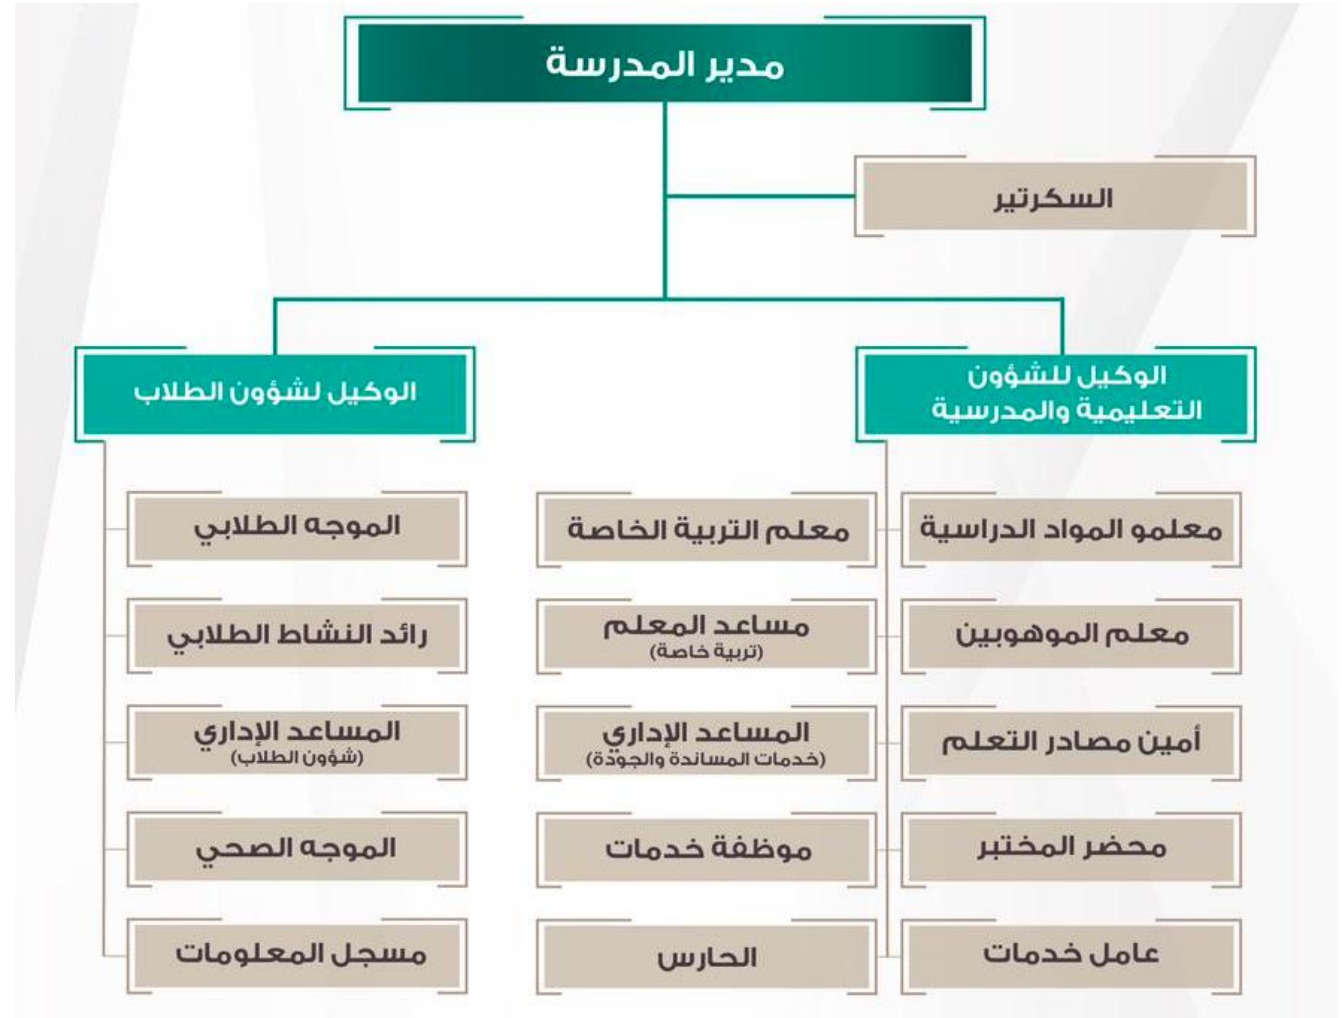 مدير المدرسة
السكرتير
الوكيل للشؤون
التعليمية والمدرسية
الوكيل لشؤون الطلاب
معلمو المواد الدراسية
معلم التربية الخاصة
الموجه الطلابي
معلم الموهوبين
مساعد المعلم
(تربية خاصة)
رائد النشاط الطلابي
أمين مصادر التعلم
المساعد الإداري
(خدمات المساندة والجودة)
المساعد الإداري
(شؤون الطلاب)
محضر المختبر
موظفة خدمات
الموجه الصحي
عامل خدمات
الحارس
مسجل المعلومات